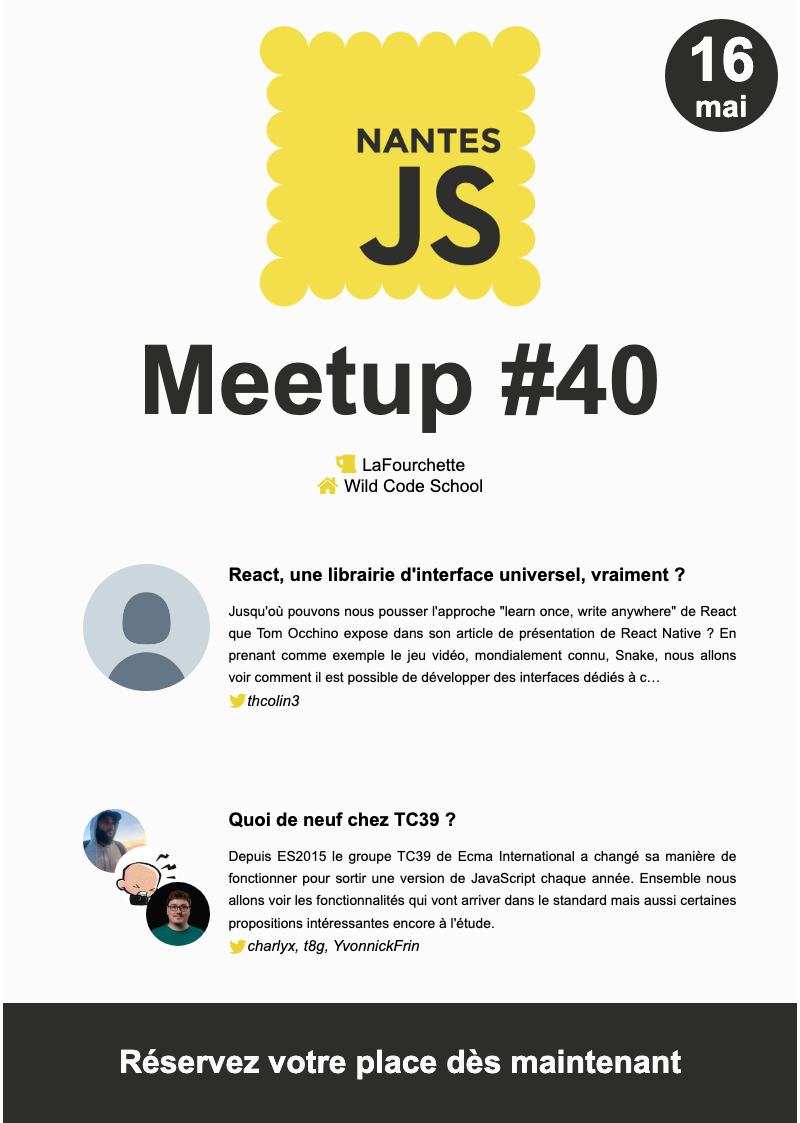 16
mai
NANTES
JS
Meetup #40
LaFourchette
Wild Code School
React, une librairie d'interface universel, vraiment ?
Jusqu'où pouvons nous pousser l'approche "learn once, write anywhere" de React
que Tom Occhino expose dans son article de présentation de React Native ? En
prenant comme exemple le jeu vidéo, mondialement connu, Snake, nous allons
voir comment il est possible de développer des interfaces dédiés à c…
thcolin3
Quoi de neuf chez TC39 ?
Depuis ES2015 le groupe TC39 de Ecma International a changé sa manière de
fonctionner pour sortir une version de JavaScript chaque année. Ensemble nous
allons voir les fonctionnalités qui vont arriver dans le standard mais aussi certaines
propositions intéressantes encore à l'étude.
charlyx, t8g, YvonnickFrin
Réservez votre place dès maintenant